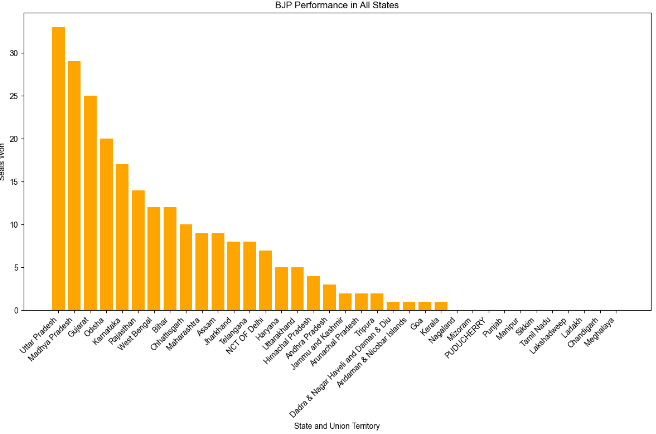 BJP Performance in All States
Seats Won
30
25
20
15
10
5
0
Uttar Pradesh
Madhya Pradesh
Gujarat
Odisha
Karnataka
Rajasthan
West Bengal
Bihar
Chhattisgarh
Maharashtra
Assam
Jharkhand
Telangana
NCT OF Delhi
Haryana
Uttarakhand
Himachal Pradesh
Andhra Pradesh
Jammu and Kashmir
Arunachal Pradesh
Tripura
Dadra & Nagar Haveli and Daman & Diu
Andaman & Nicobar Islands
Goa
Kerala
Nagaland
Mizoram
PUDUCHERRY
Punjab
Manipur
Sikkim
Tamil Nadu
Lakshadweep
Ladakh
Chandigarh
Meghalaya
State and Union Territory